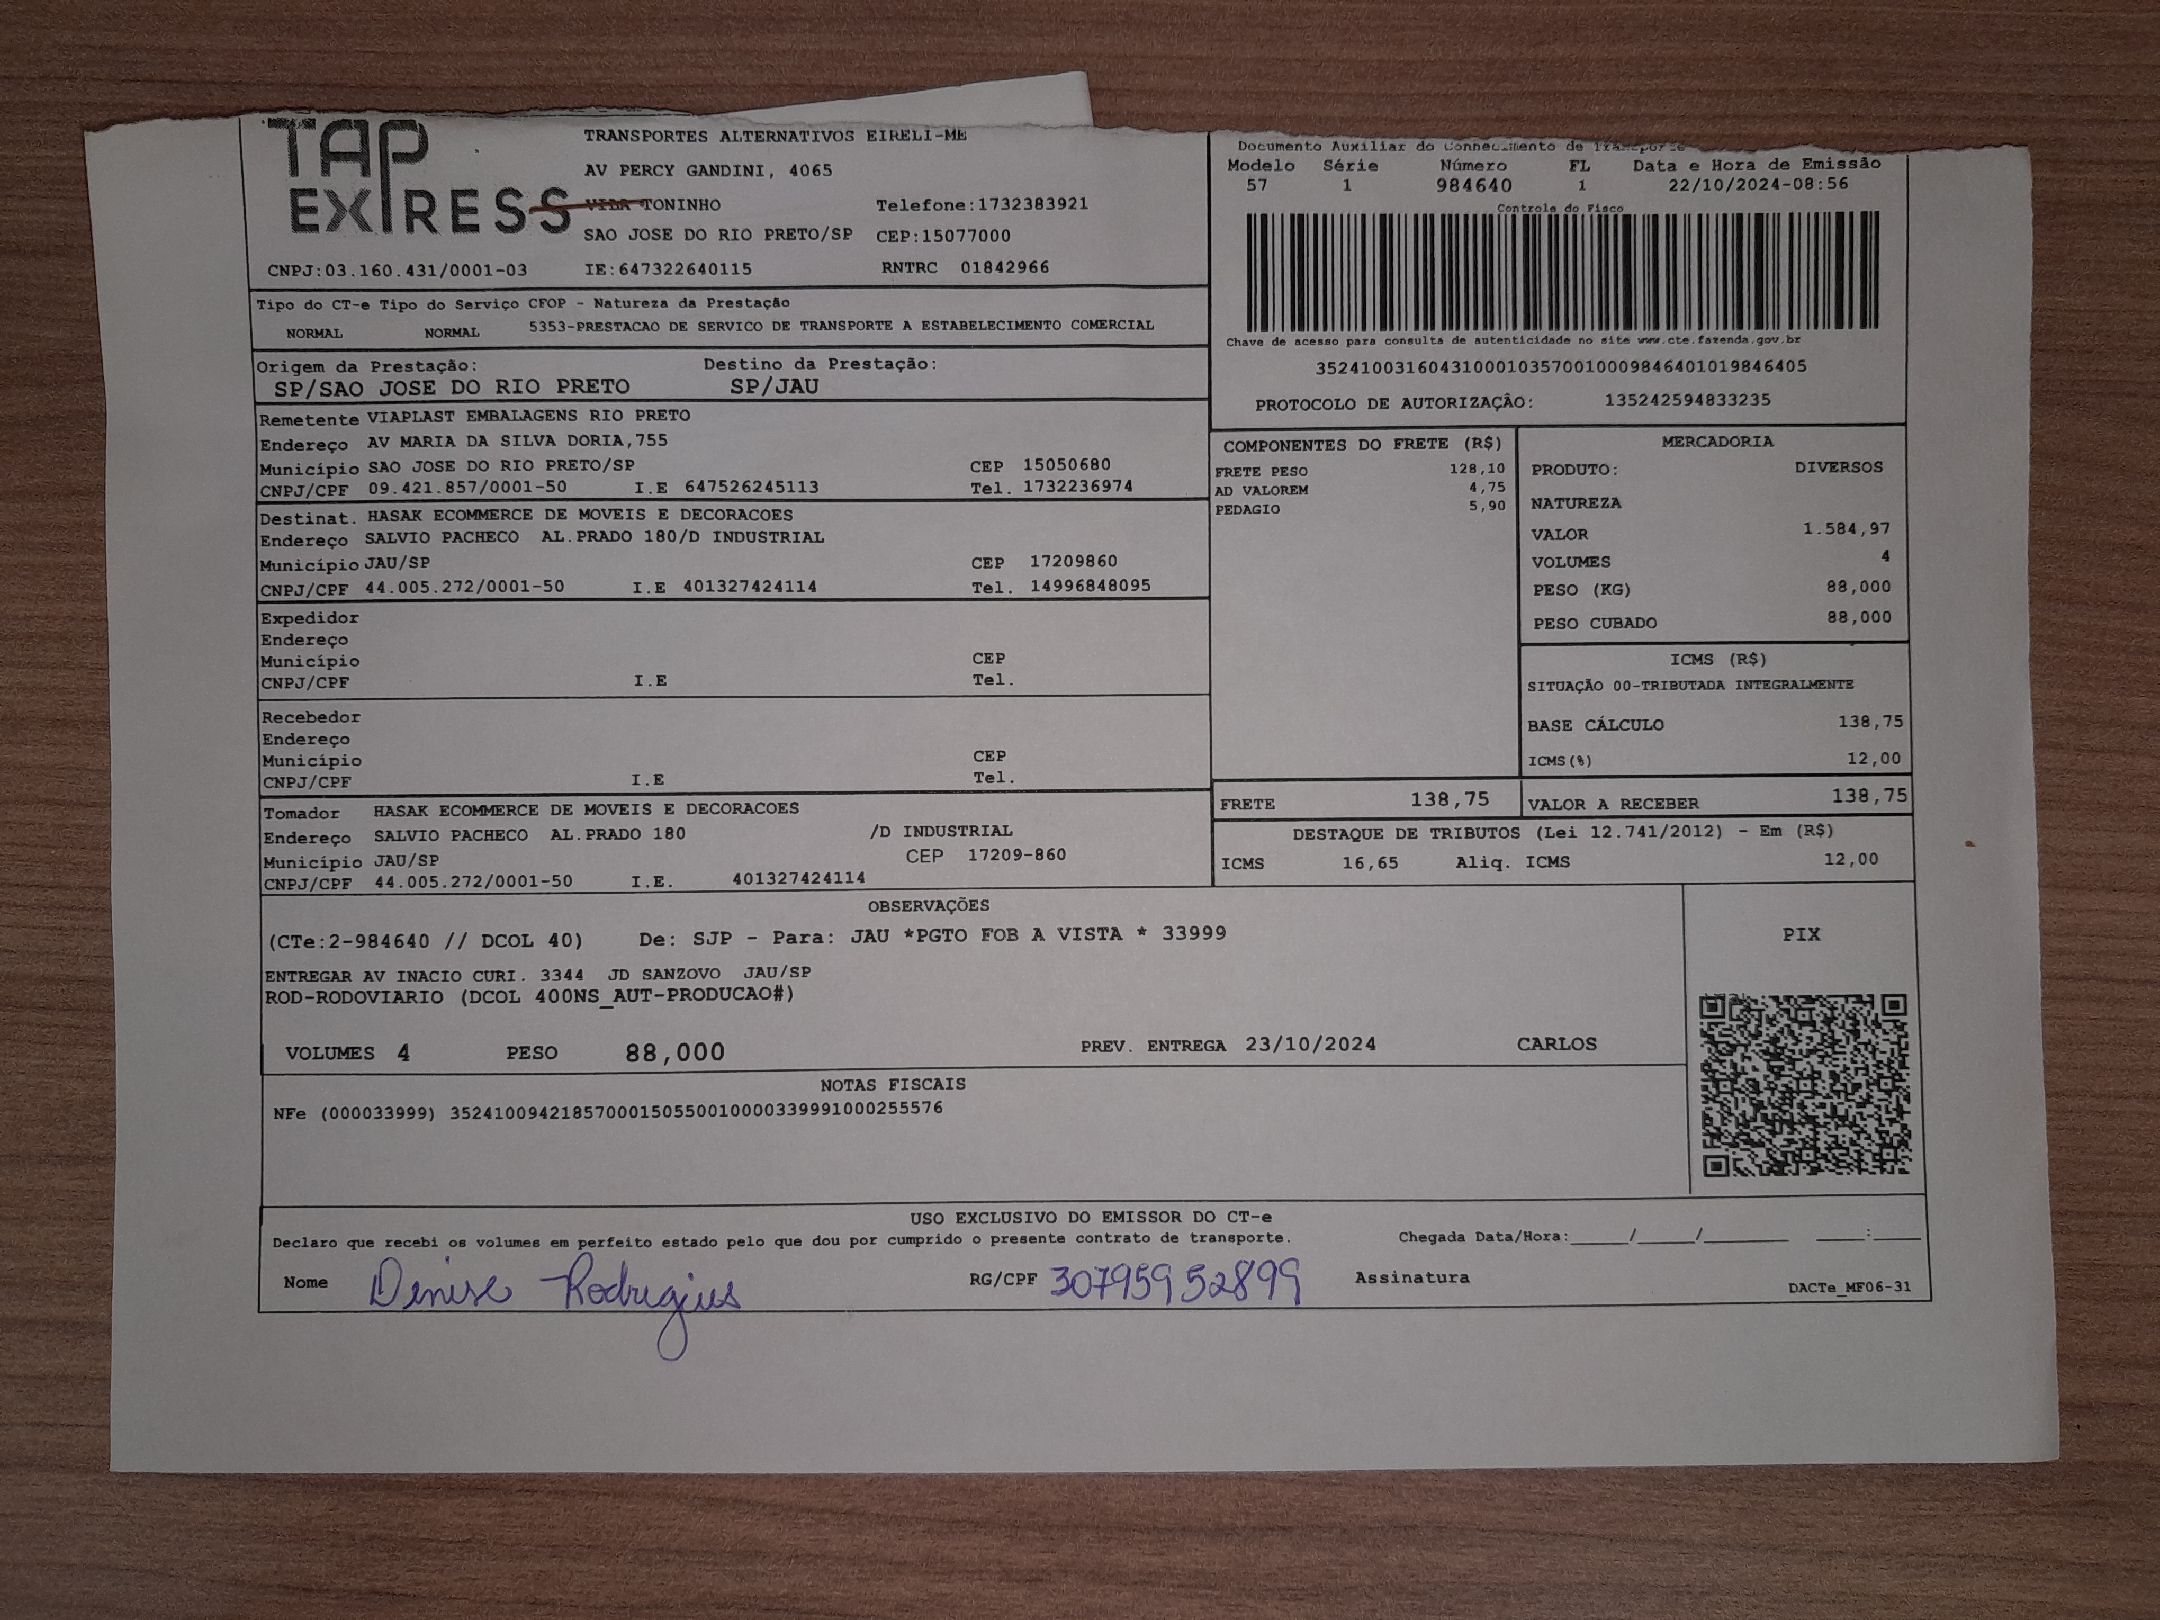 TAP EXPRESS
TRANSPORTES ALTERNATIVOS EIRELI-ME
AV PERCY GANDINI, 4065
VILA TONINHO Telefone:1732383921
SAO JOSE DO RIO PRETO/SP CEP:15077000
CNPJ:03.160.431/0001-03 IE:647322640115 RNTRC 01842966
Documento Auxiliar do Conhecimento de Transporte
Modelo Série Número FL Data e Hora de Emissão
57 1 984640 1 22/10/2024-08:56
Controle do Fisco
Chave de acesso para consulta de autenticidade no site www.cte.fazenda.gov.br
35241003160431000103570010009846401019846405
PROTOCOLO DE AUTORIZAÇÃO: 135242594833235
Tipo do CT-e Tipo do Serviço CFOP - Natureza da Prestação
NORMAL NORMAL 5353-PRESTACAO DE SERVICO DE TRANSPORTE A ESTABELECIMENTO COMERCIAL
Origem da Prestação: Destino da Prestação:
SP/SAO JOSE DO RIO PRETO SP/JAU
Remetente VIAPLAST EMBALAGENS RIO PRETO
Endereço AV MARIA DA SILVA DORIA,755
Município SAO JOSE DO RIO PRETO/SP CEP 15050680
CNPJ/CPF 09.421.857/0001-50 I.E 647526245113 Tel. 1732236974
Destinat. HASAK ECOMMERCE DE MOVEIS E DECORACOES
Endereço SALVIO PACHECO AL.PRADO 180/D INDUSTRIAL
Município JAU/SP CEP 17209860
CNPJ/CPF 44.005.272/0001-50 I.E 401327424114 Tel. 14996848095
Expedidor
Endereço
Município CEP
CNPJ/CPF I.E Tel.
Recebedor
Endereço
Município CEP
CNPJ/CPF I.E Tel.
Tomador HASAK ECOMMERCE DE MOVEIS E DECORACOES
Endereço SALVIO PACHECO AL.PRADO 180 /D INDUSTRIAL
Município JAU/SP CEP 17209-860
CNPJ/CPF 44.005.272/0001-50 I.E. 401327424114
COMPONENTES DO FRETE (R$)
FRETE PESO 128,10
AD VALOREM 4,75
PEDAGIO 5,90
MERCADORIA
PRODUTO: DIVERSOS
NATUREZA
VALOR 1.584,97
VOLUMES 4
PESO (KG) 88,000
PESO CUBADO 88,000
ICMS (R$)
SITUAÇÃO 00-TRIBUTADA INTEGRALMENTE
BASE CÁLCULO 138,75
ICMS(%) 12,00
FRETE 138,75 VALOR A RECEBER 138,75
DESTAQUE DE TRIBUTOS (Lei 12.741/2012) - Em (R$)
ICMS 16,65 Aliq. ICMS 12,00
OBSERVAÇÕES
(CTe:2-984640 // DCOL 40) De: SJP - Para: JAU *PGTO FOB A VISTA * 33999
ENTREGAR AV INACIO CURI. 3344 JD SANZOVO JAU/SP
ROD-RODOVIARIO (DCOL 400NS_AUT-PRODUCAO#)
VOLUMES 4 PESO 88,000 PREV. ENTREGA 23/10/2024 CARLOS
PIX
NOTAS FISCAIS
NFe (000033999) 35241009421857000150550010000339991000255576
USO EXCLUSIVO DO EMISSOR DO CT-e
Declaro que recebi os volumes em perfeito estado pelo que dou por cumprido o presente contrato de transporte. Chegada Data/Hora:_____/_____/_______ ____:____
Nome Denise Rodrigues RG/CPF 30795952899 Assinatura
DACTe_MF06-31